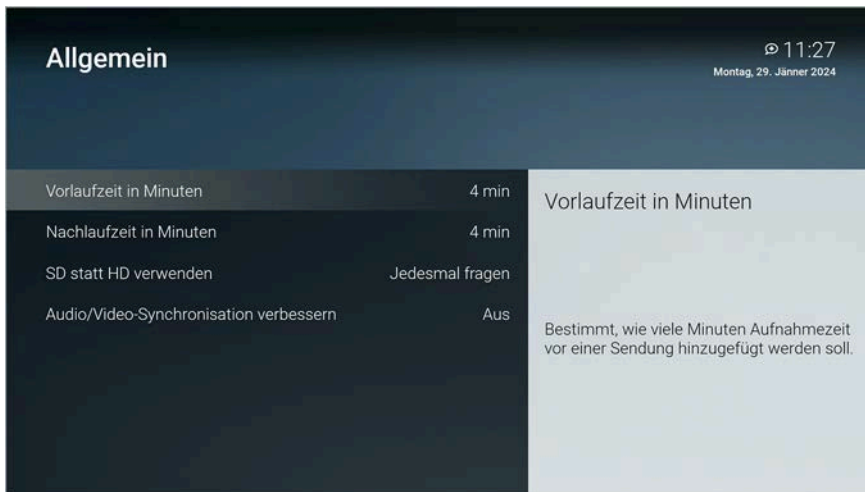 Allgemein
11:27
Montag, 29. Jänner 2024
Vorlaufzeit in Minuten 4 min
Nachlaufzeit in Minuten 4 min
SD statt HD verwenden Jedesmal fragen
Audio/Video-Synchronisation verbessern Aus
Vorlaufzeit in Minuten
Bestimmt, wie viele Minuten Aufnahmezeit
vor einer Sendung hinzugefügt werden soll.